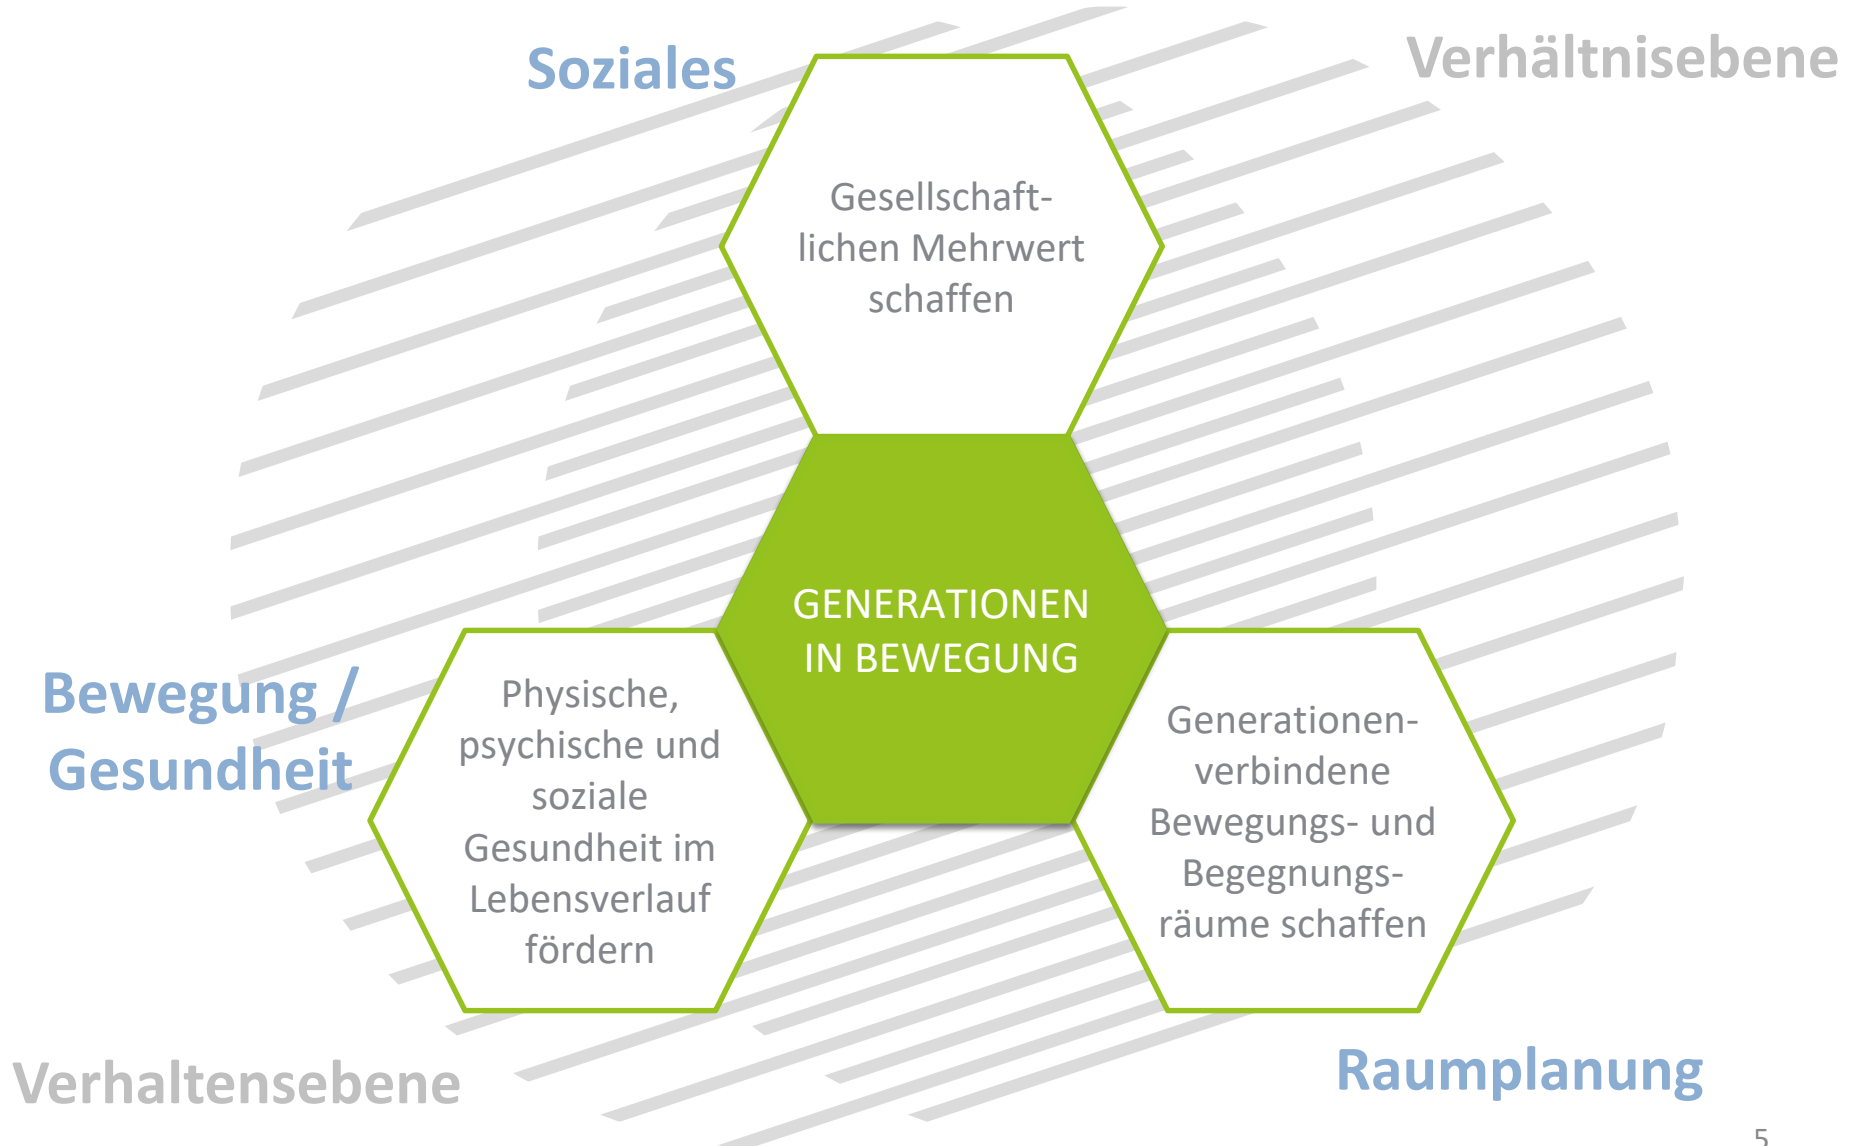 Soziales
Verhältnisebene
Gesellschaft-
lichen Mehrwert
schaffen
GENERATIONEN
IN BEWEGUNG
Bewegung /
Gesundheit
Physische,
psychische und
soziale
Gesundheit im
Lebensverlauf
fördern
Generationen-
verbindene
Bewegungs- und
Begegnungs-
räume schaffen
Verhaltensebene
Raumplanung
5